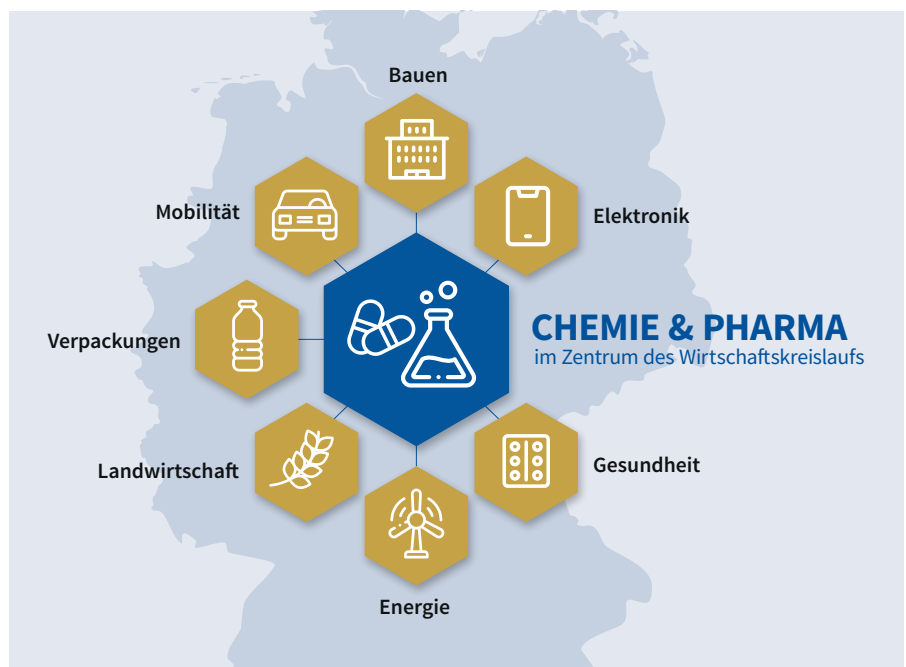 Bauen
Mobilität
Elektronik
Verpackungen
CHEMIE & PHARMA
im Zentrum des Wirtschaftskreislaufs
Landwirtschaft
Gesundheit
Energie